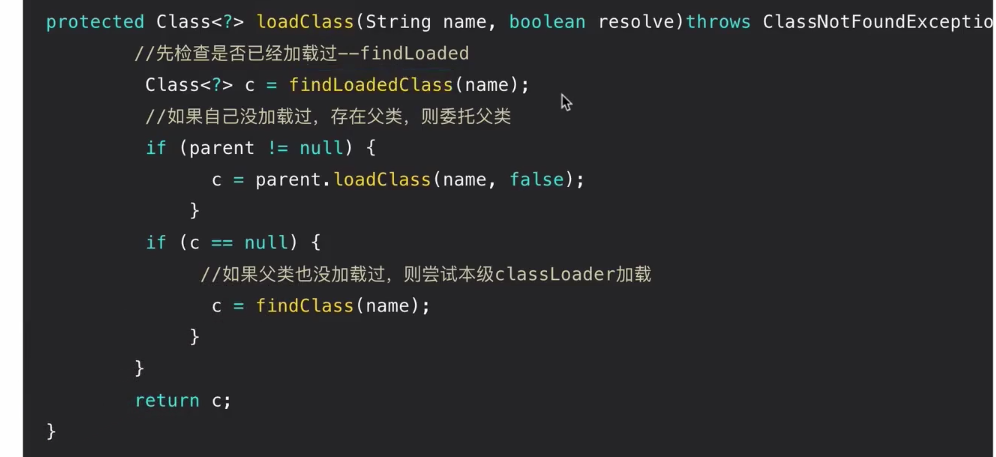 protected Class<?> loadClass(String name, boolean resolve)throws ClassNotFoundExceptio
//先检查是否已经加载过--findLoaded
Class<?> c = findLoadedClass(name);
//如果自己没加载过，存在父类，则委托父类
if (parent != null) {
c = parent.loadClass(name, false);
}
if (c == null) {
//如果父类也没加载过，则尝试本级classLoader加载
c = findClass(name);
}
}
return c;
}